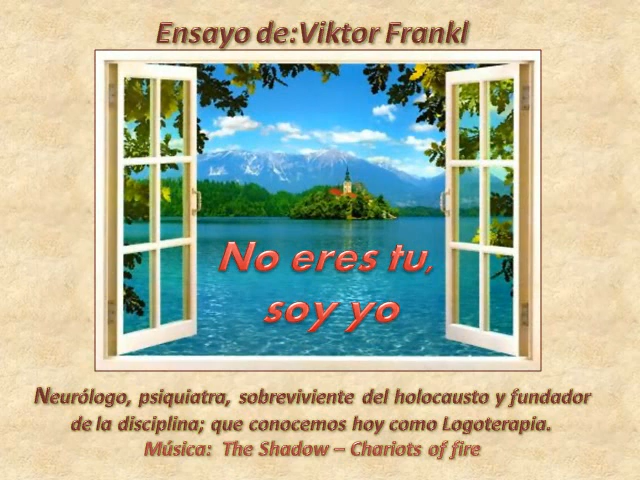 Ensayo de:Viktor Frankl
No eres tu,
soy yo
Neurólogo, psiquiatra, sobreviviente del holocausto y fundador
de la disciplina; que conocemos hoy como Logoterapia.
Música: The Shadow – Chariots of fire